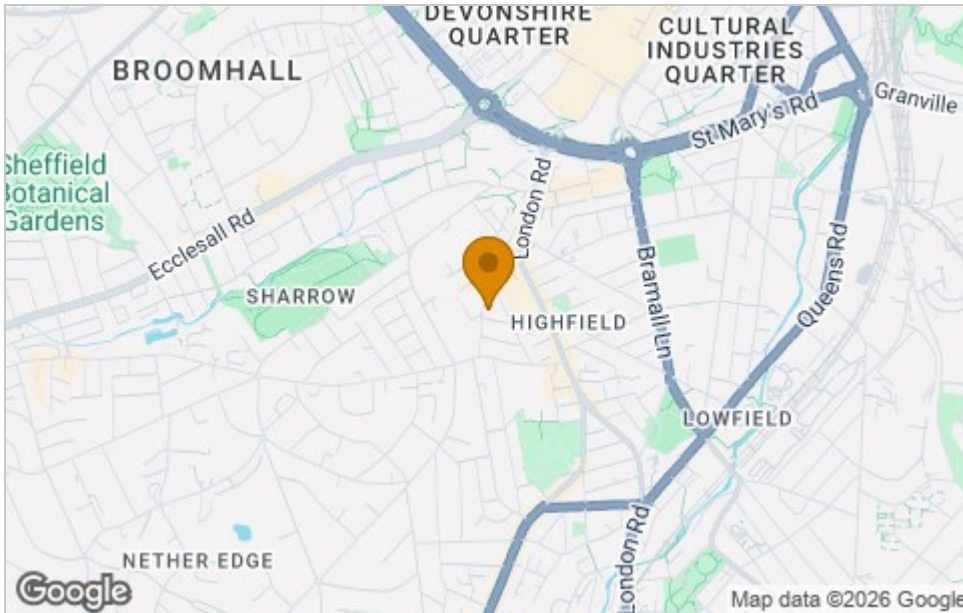 DEVONSHIRE
QUARTER
CULTURAL
INDUSTRIES
QUARTER
BROOMHALL
Granville
St Mary's Rd
Sheffield
Botanical
Gardens
London Rd
Ecclesall Rd
Bramall Ln
Queens Rd
SHARROW
HIGHFIELD
LOWFIELD
London Rd
NETHER EDGE
Google
Map data ©2026 Google